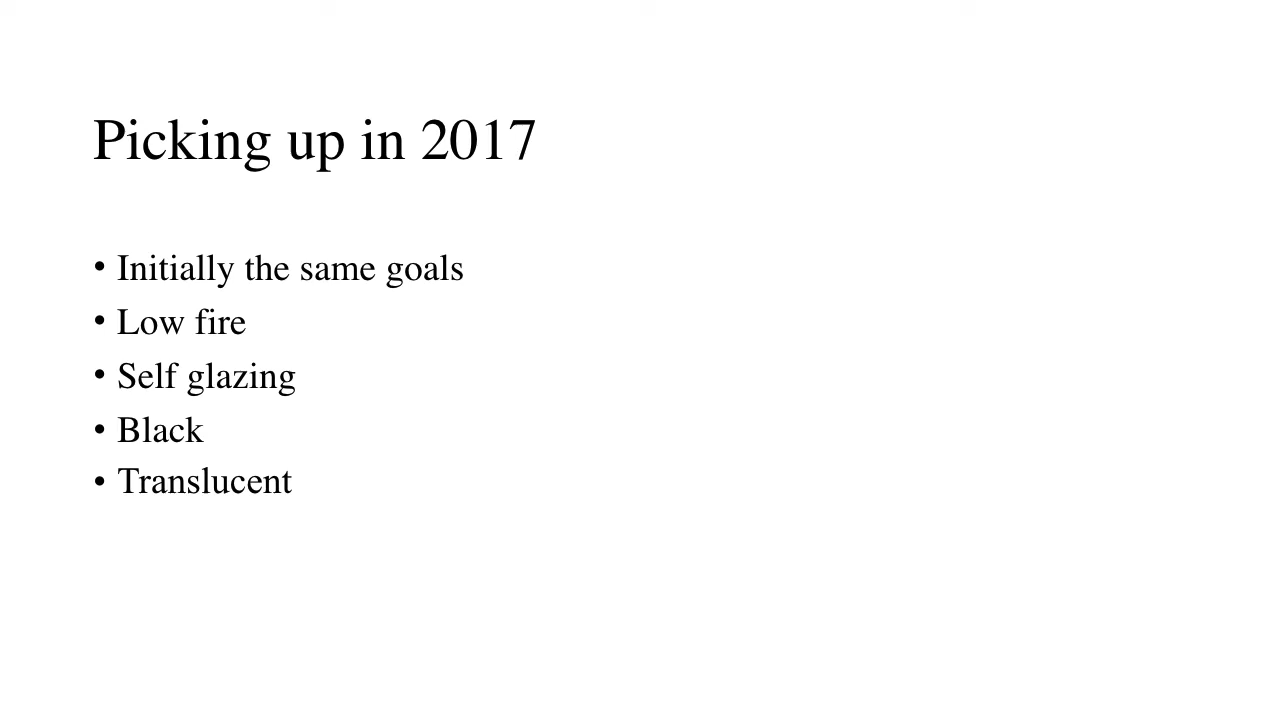 Picking up in 2017
• Initially the same goals
• Low fire
• Self glazing
• Black
• Translucent